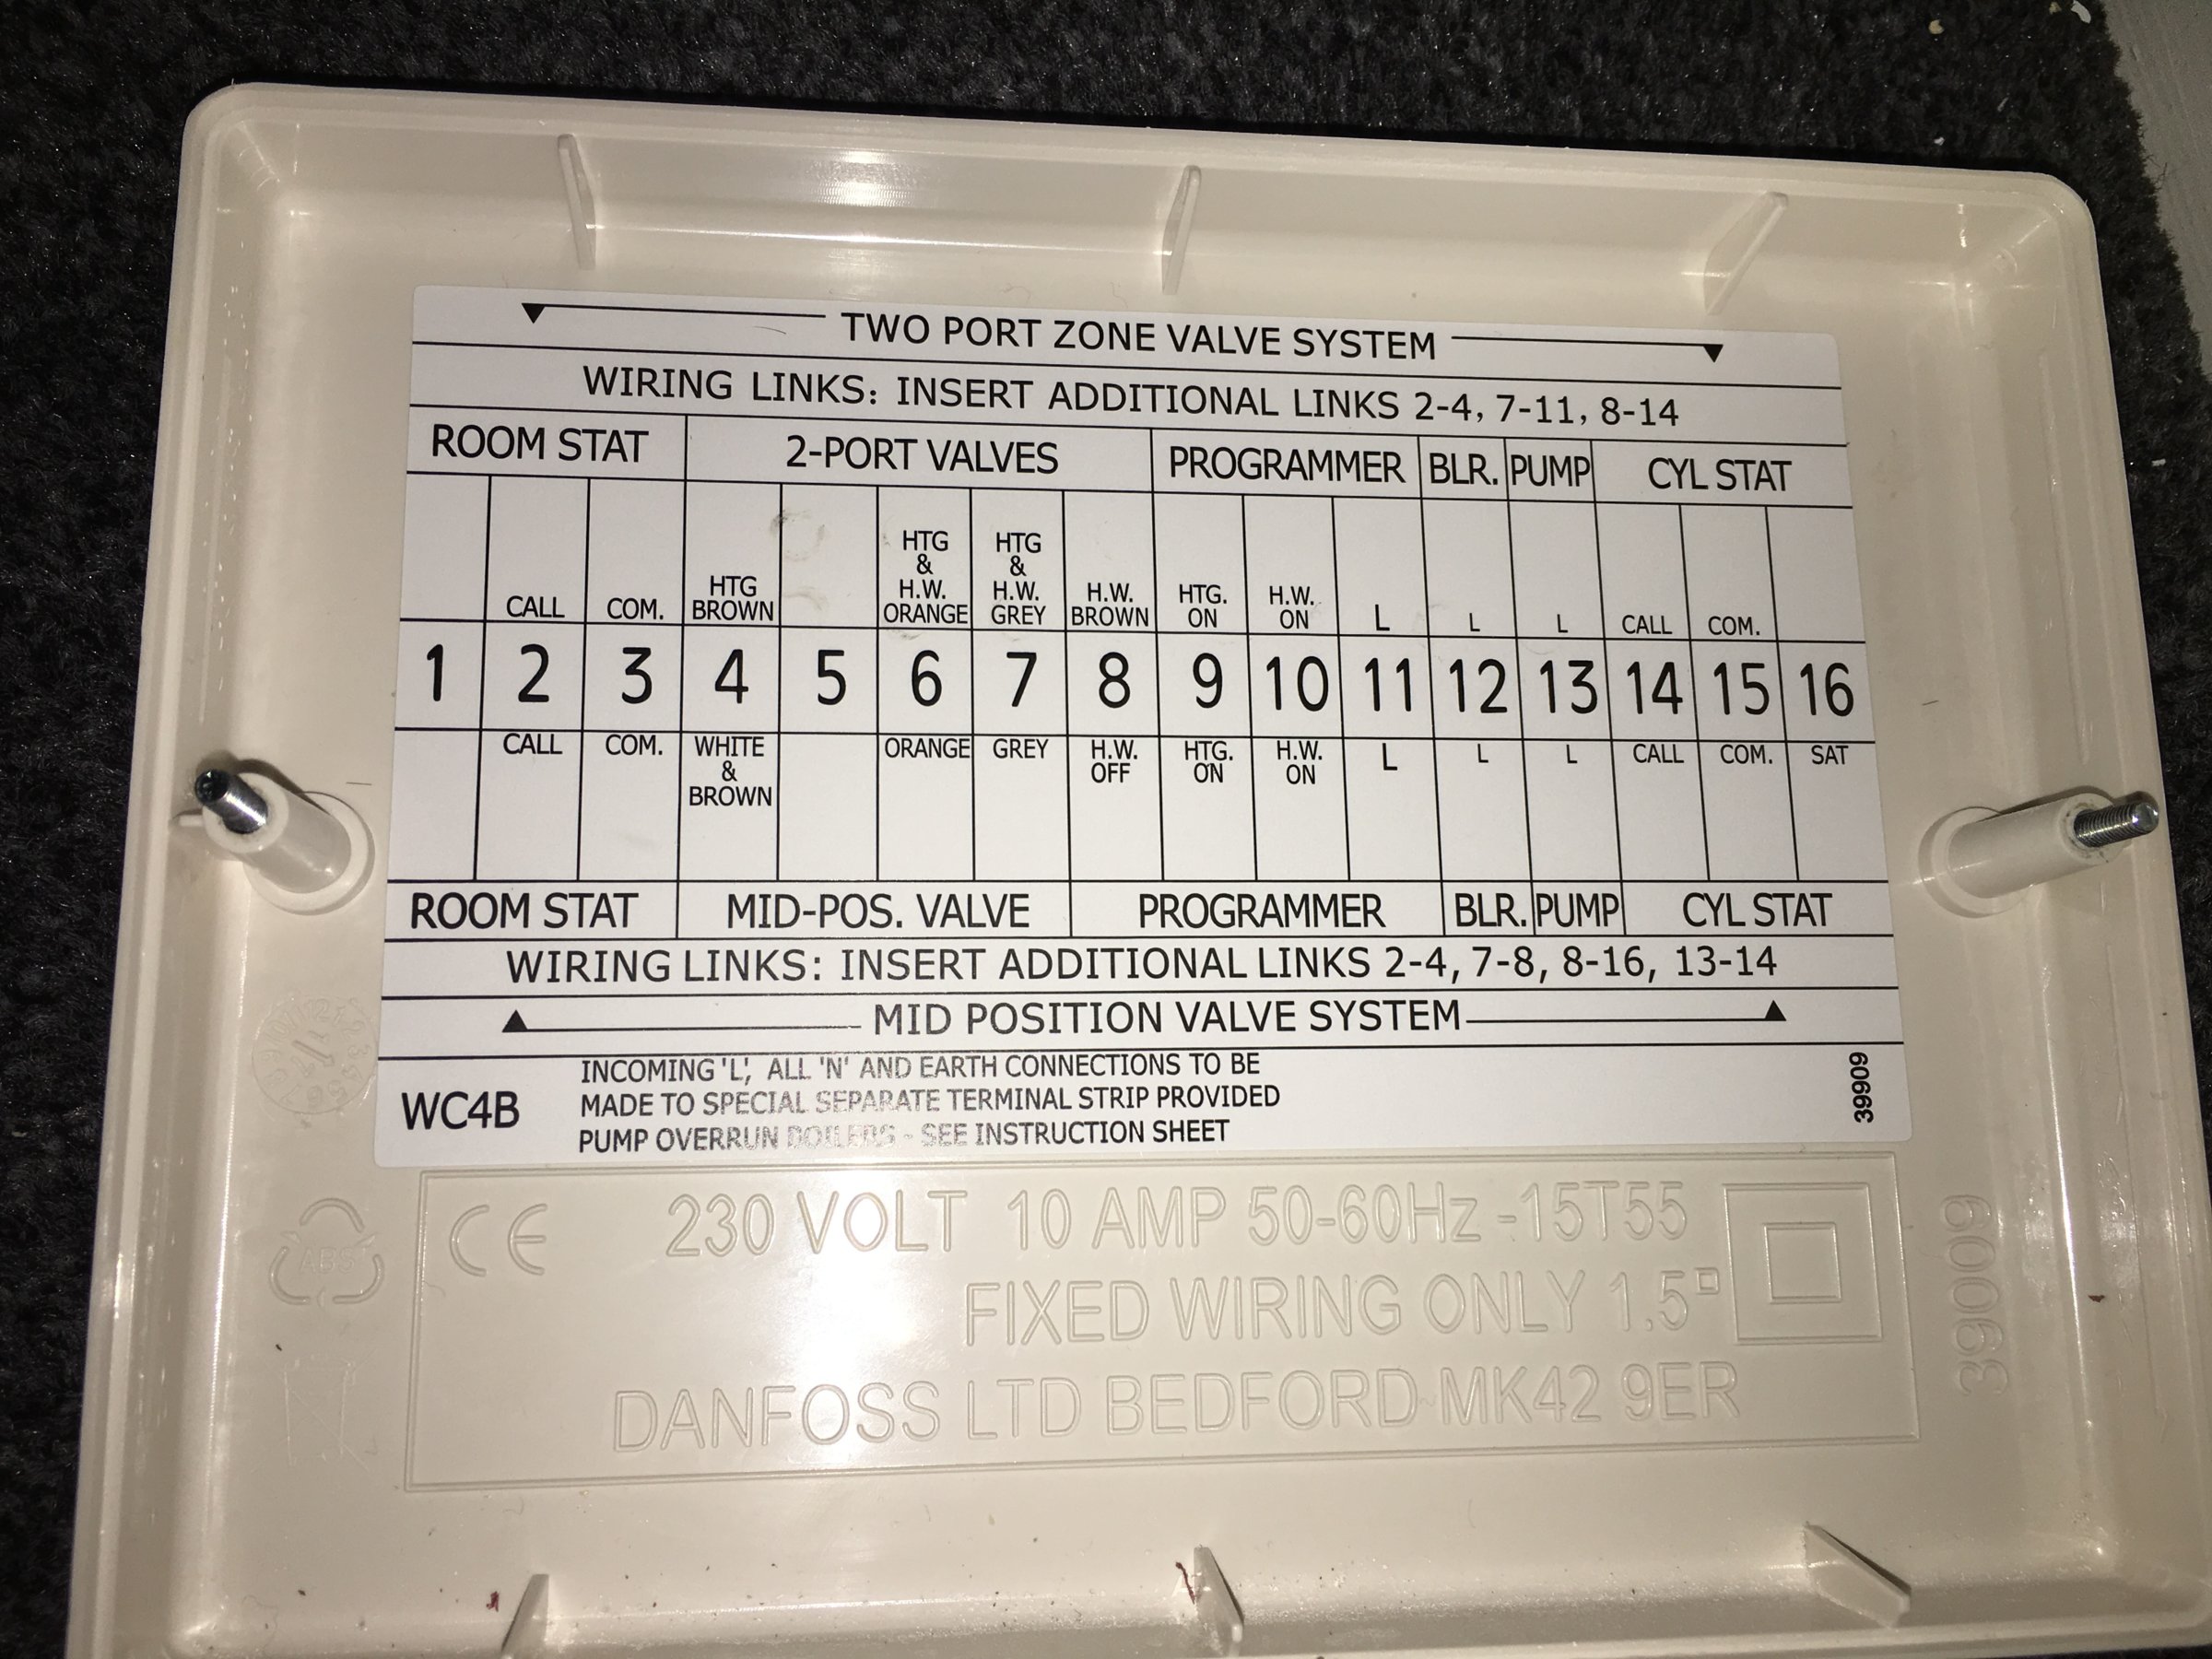 TWO PORT ZONE VALVE SYSTEM
WIRING LINKS: INSERT ADDITIONAL LINKS 2-4, 7-11, 8-14
ROOM STAT 2-PORT VALVES PROGRAMMER BLR. PUMP CYL STAT
CALL COM. HTG BROWN HTG & H.W. ORANGE HTG & H.W. GREY H.W. BROWN HTG. ON H.W. ON L L L CALL COM.
1 2 3 4 5 6 7 8 9 10 11 12 13 14 15 16
CALL COM. WHITE & BROWN ORANGE GREY H.W. OFF HTG. ON H.W. ON L L L CALL COM. SAT
ROOM STAT MID-POS. VALVE PROGRAMMER BLR. PUMP CYL STAT
WIRING LINKS: INSERT ADDITIONAL LINKS 2-4, 7-8, 8-16, 13-14
MID POSITION VALVE SYSTEM
WC4B
INCOMING 'L', ALL 'N' AND EARTH CONNECTIONS TO BE
MADE TO SPECIAL SEPARATE TERMINAL STRIP PROVIDED
PUMP OVERRUN BOILERS - SEE INSTRUCTION SHEET
39909
CE 230 VOLT 10 AMP 50-60Hz -15T55
FIXED WIRING ONLY 1.5□
DANFOSS LTD BEDFORD MK42 9ER
ABS
39009